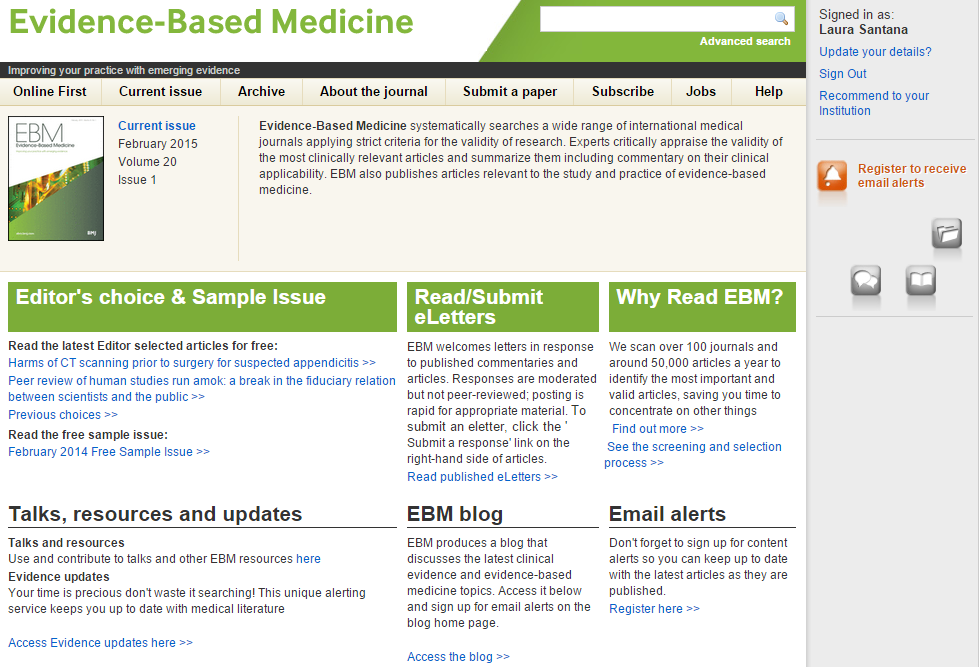 Evidence-Based Medicine
Advanced search
Improving your practice with emerging evidence
Online First Current issue Archive About the journal Submit a paper Subscribe Jobs Help
EBM
Evidence-Based Medicine
BMJ
Current issue
February 2015
Volume 20
Issue 1
Evidence-Based Medicine systematically searches a wide range of international medical
journals applying strict criteria for the validity of research. Experts critically appraise the validity of
the most clinically relevant articles and summarize them including commentary on their clinical
applicability. EBM also publishes articles relevant to the study and practice of evidence-based
medicine.
Signed in as:
Laura Santana
Update your details?
Sign Out
Recommend to your
Institution
Register to receive
email alerts
Editor's choice & Sample Issue
Read the latest Editor selected articles for free:
Harms of CT scanning prior to surgery for suspected appendicitis >>
Peer review of human studies run amok: a break in the fiduciary relation
between scientists and the public >>
Previous choices >>
Read the free sample issue:
February 2014 Free Sample Issue >>
Read/Submit
eLetters
EBM welcomes letters in response
to published commentaries and
articles. Responses are moderated
but not peer-reviewed; posting is
rapid for appropriate material. To
submit an eletter, click the '
Submit a response' link on the
right-hand side of articles.
Read published eLetters >>
Why Read EBM?
We scan over 100 journals and
around 50,000 articles a year to
identify the most important and
valid articles, saving you time to
concentrate on other things
Find out more >>
See the screening and selection
process >>
Talks, resources and updates
Talks and resources
Use and contribute to talks and other EBM resources here
Evidence updates
Your time is precious don't waste it searching! This unique alerting
service keeps you up to date with medical literature
Access Evidence updates here >>
EBM blog
EBM produces a blog that
discusses the latest clinical
evidence and evidence-based
medicine topics. Access it below
and sign up for email alerts on the
blog home page.
Access the blog >>
Email alerts
Don't forget to sign up for content
alerts so you can keep up to date
with the latest articles as they are
published.
Register here >>